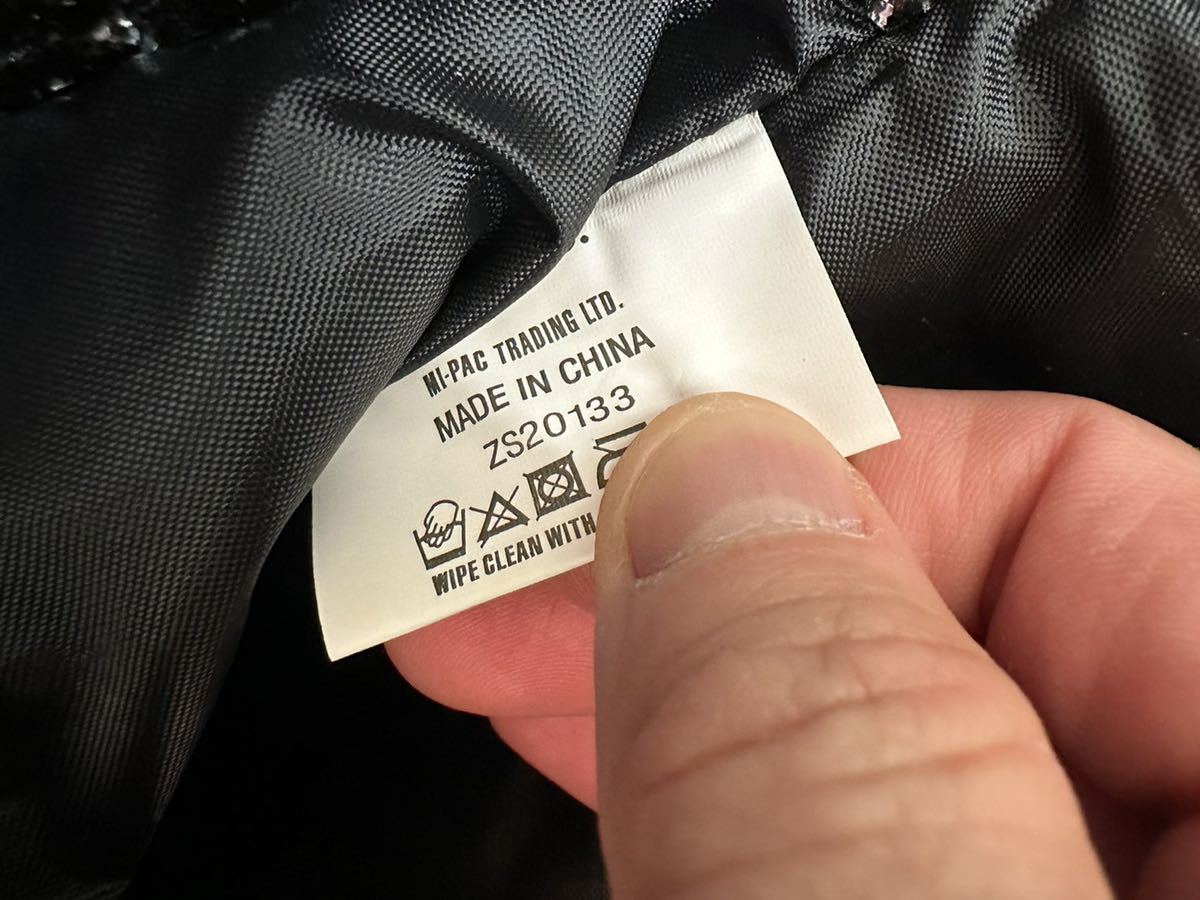 MI-PAC TRADING LTD.
MADE IN CHINA
ZS20133
WIPE CLEAN WITH